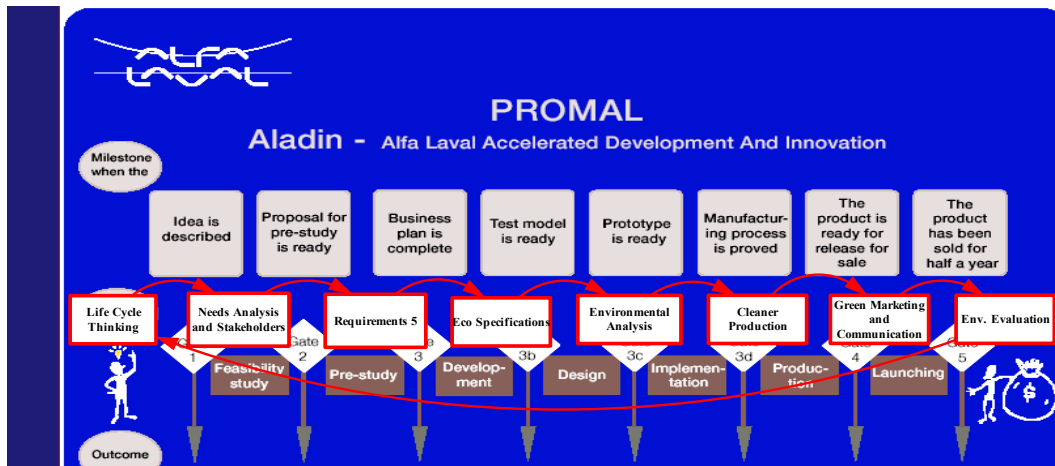 ALFA
LAVAL
PROMAL
Aladin - Alfa Laval Accelerated Development And Innovation
Milestone
when the
Idea is
described
Proposal for
pre-study
is ready
Business
plan is
complete
Test model
is ready
Prototype
is ready
Manufactur-
ing process
is proved
The
product is
ready for
release for
sale
The
product
has been
sold for
half a year
Life Cycle
Thinking
Needs Analysis
and Stakeholders
Requirements 5
Eco Specifications
Environmental
Analysis
Cleaner
Production
Green Marketing
and
Communication
Env. Evaluation
1
Gate
2
3
3b
3c
3d
4
5
Feasibility
study
Pre-study
Develop-
ment
Design
Implemen-
tation
Produc-
tion
Launching
$
Outcome